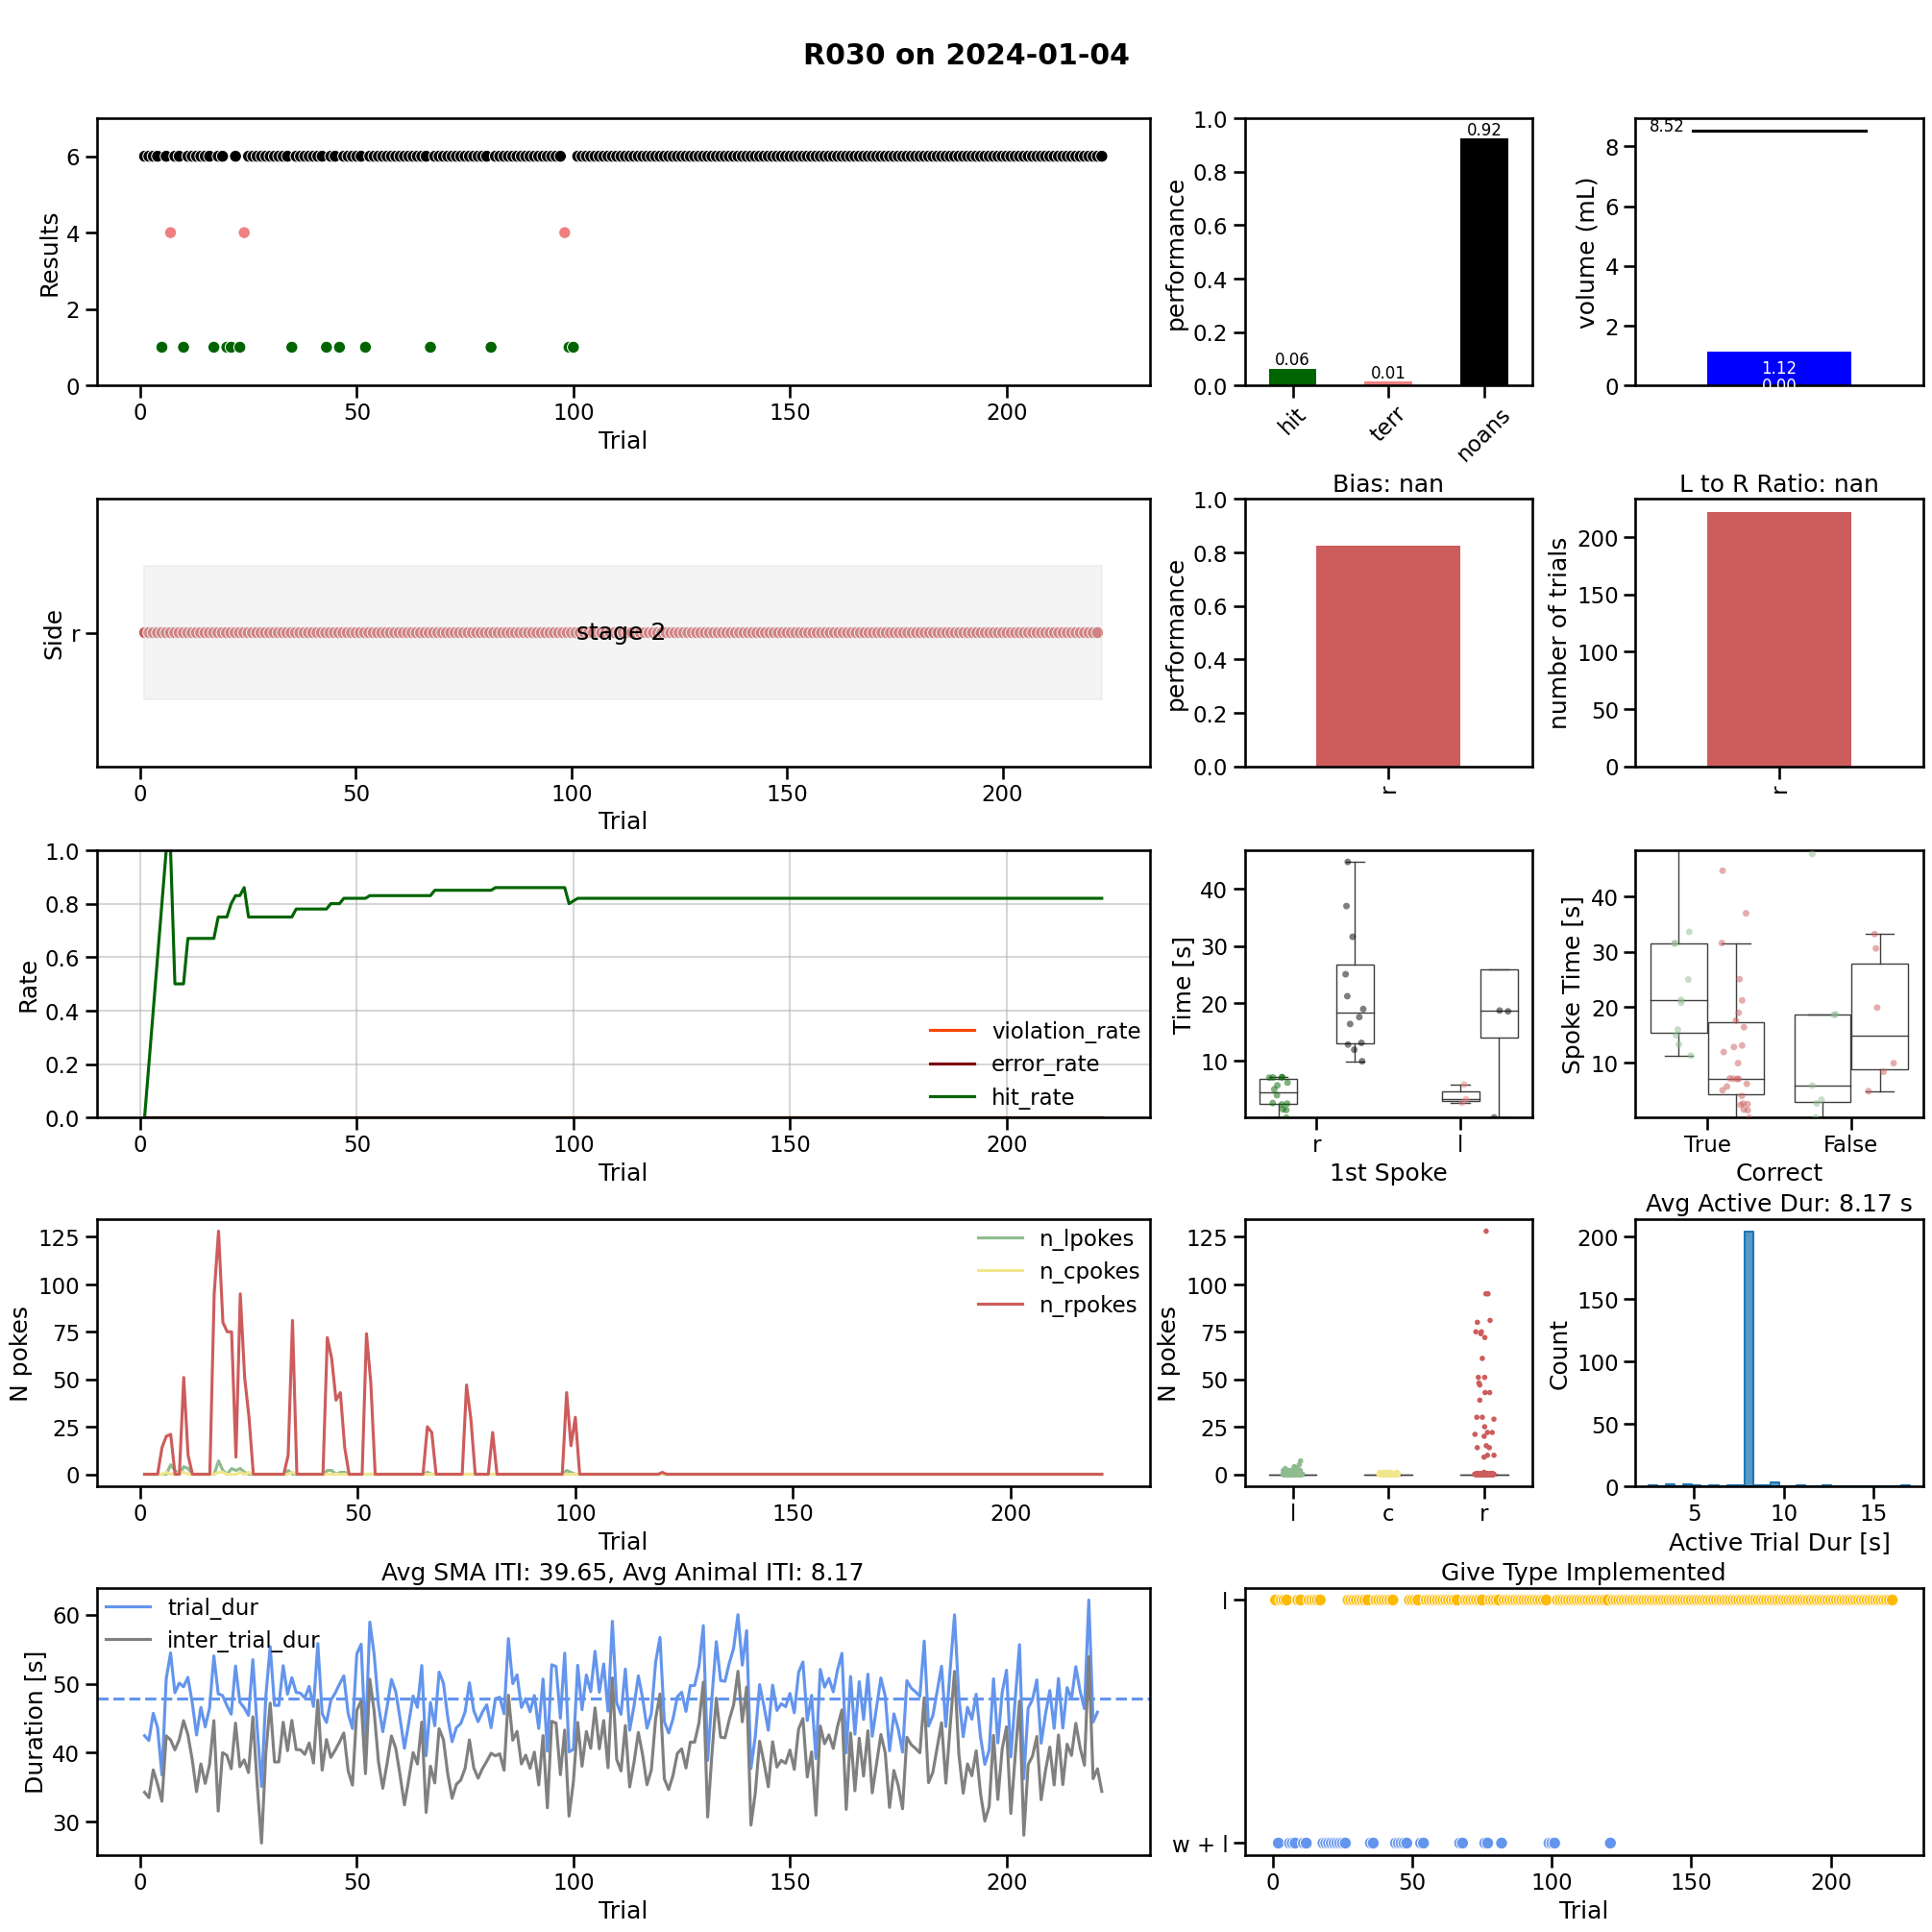 R030 on 2024-01-04
Results
6
4
2
0
0
50
100
150
200
Trial
performance
1.0
0.8
0.6
0.4
0.2
0.0
0.06
0.01
0.92
hit
terr
noans
volume (mL)
8
6
4
2
0
8.52
1.12
0.00
Side
r
stage 2
0
50
100
150
200
Trial
Bias: nan
performance
1.0
0.8
0.6
0.4
0.2
0.0
r
L to R Ratio: nan
number of trials
200
150
100
50
0
r
Rate
1.0
0.8
0.6
0.4
0.2
0.0
violation_rate
error_rate
hit_rate
0
50
100
150
200
Trial
Time [s]
40
30
20
10
r
l
1st Spoke
Spoke Time [s]
40
30
20
10
True
False
Correct
N pokes
125
100
75
50
25
0
n_lpokes
n_cpokes
n_rpokes
0
50
100
150
200
Trial
N pokes
125
100
75
50
25
0
l
c
r
Avg Active Dur: 8.17 s
Count
200
150
100
50
0
5
10
15
Active Trial Dur [s]
Avg SMA ITI: 39.65, Avg Animal ITI: 8.17
Duration [s]
60
50
40
30
trial_dur
inter_trial_dur
0
50
100
150
200
Trial
Give Type Implemented
l
w + l
0
50
100
150
200
Trial